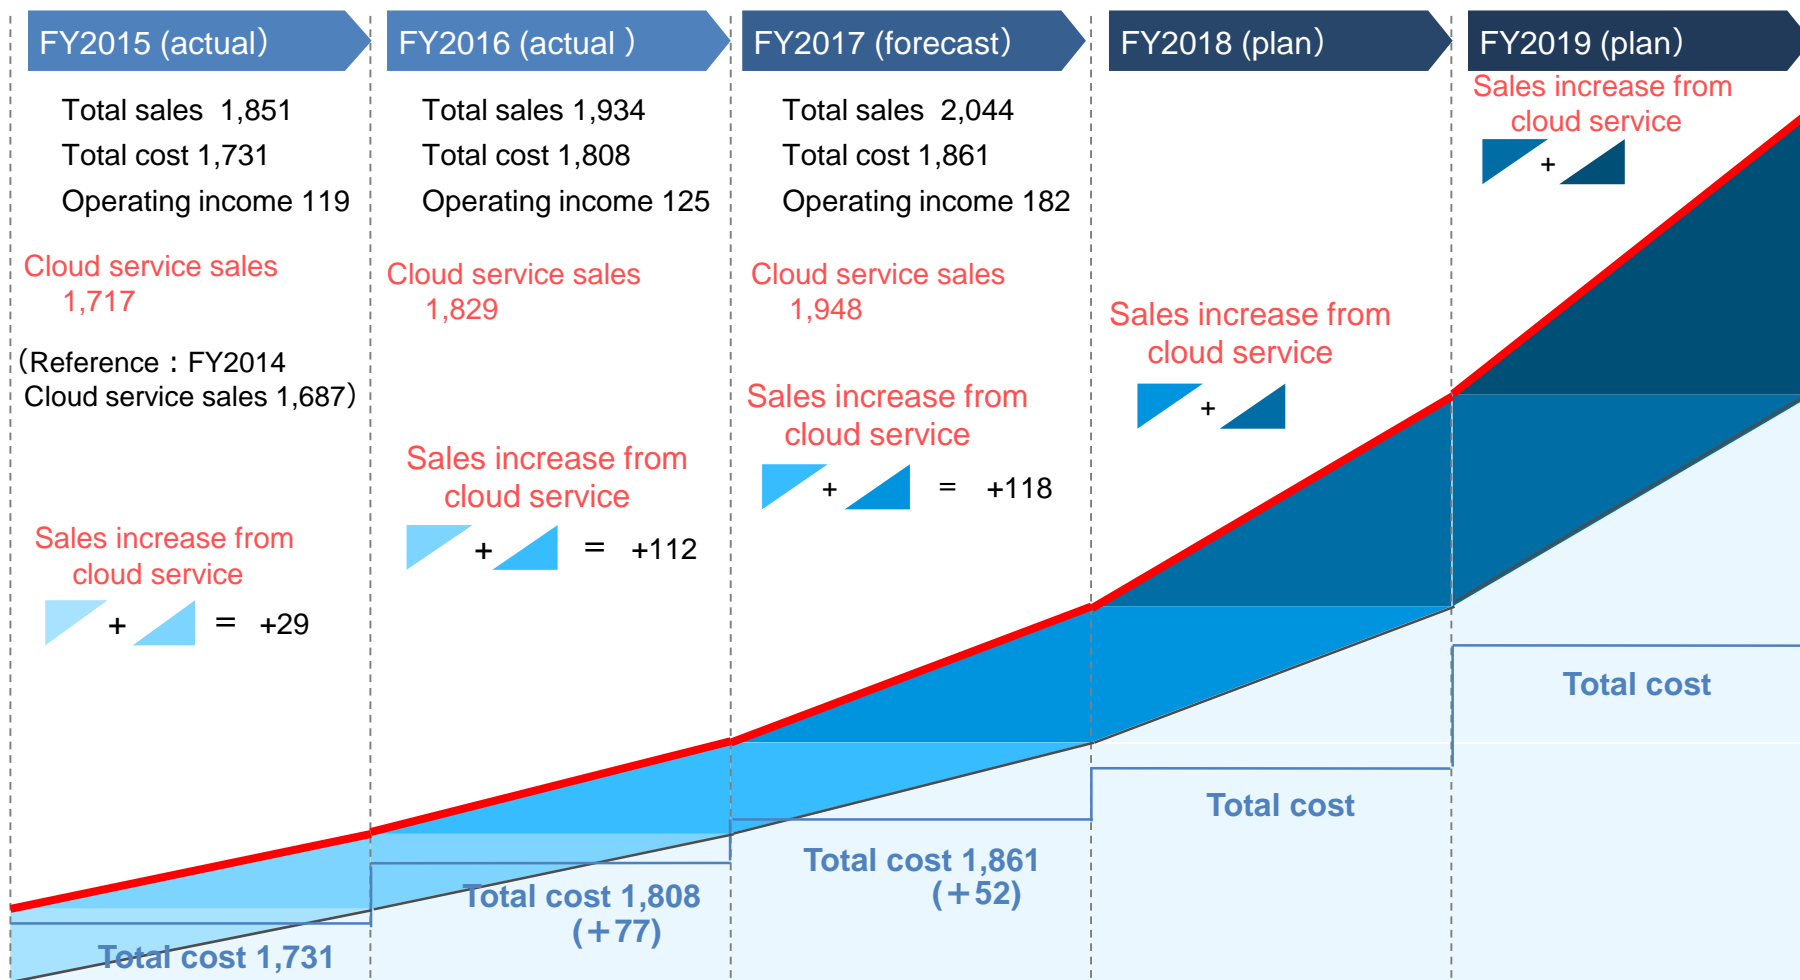 FY2015 (actual）
Total sales 1,851
Total cost 1,731
Operating income 119
Cloud service sales
1,717
（Reference：FY2014
Cloud service sales 1,687）
Sales increase from
cloud service
+ = +29
Total cost 1,731
FY2016 (actual ）
Total sales 1,934
Total cost 1,808
Operating income 125
Cloud service sales
1,829
Sales increase from
cloud service
+ = +112
Total cost 1,808
(＋77)
FY2017 (forecast）
Total sales 2,044
Total cost 1,861
Operating income 182
Cloud service sales
1,948
Sales increase from
cloud service
+ = +118
Total cost 1,861
(＋52)
FY2018 (plan）
Sales increase from
cloud service
+
Total cost
FY2019 (plan）
Sales increase from
cloud service
+
Total cost